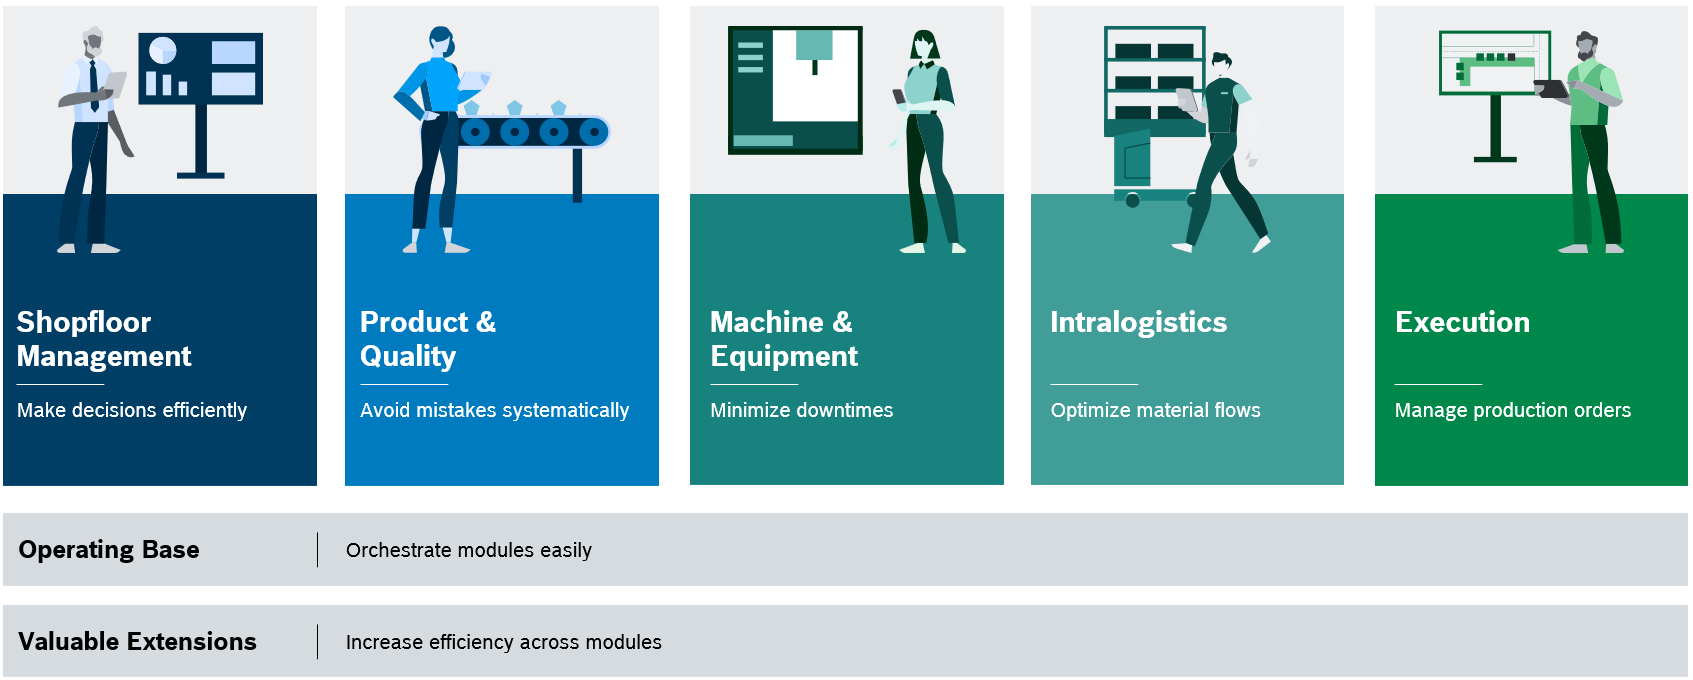 Shopfloor
Management
Make decisions efficiently
Product &
Quality
Avoid mistakes systematically
Machine &
Equipment
Minimize downtimes
Intralogistics
Optimize material flows
Execution
Manage production orders
Operating Base
Orchestrate modules easily
Valuable Extensions
Increase efficiency across modules